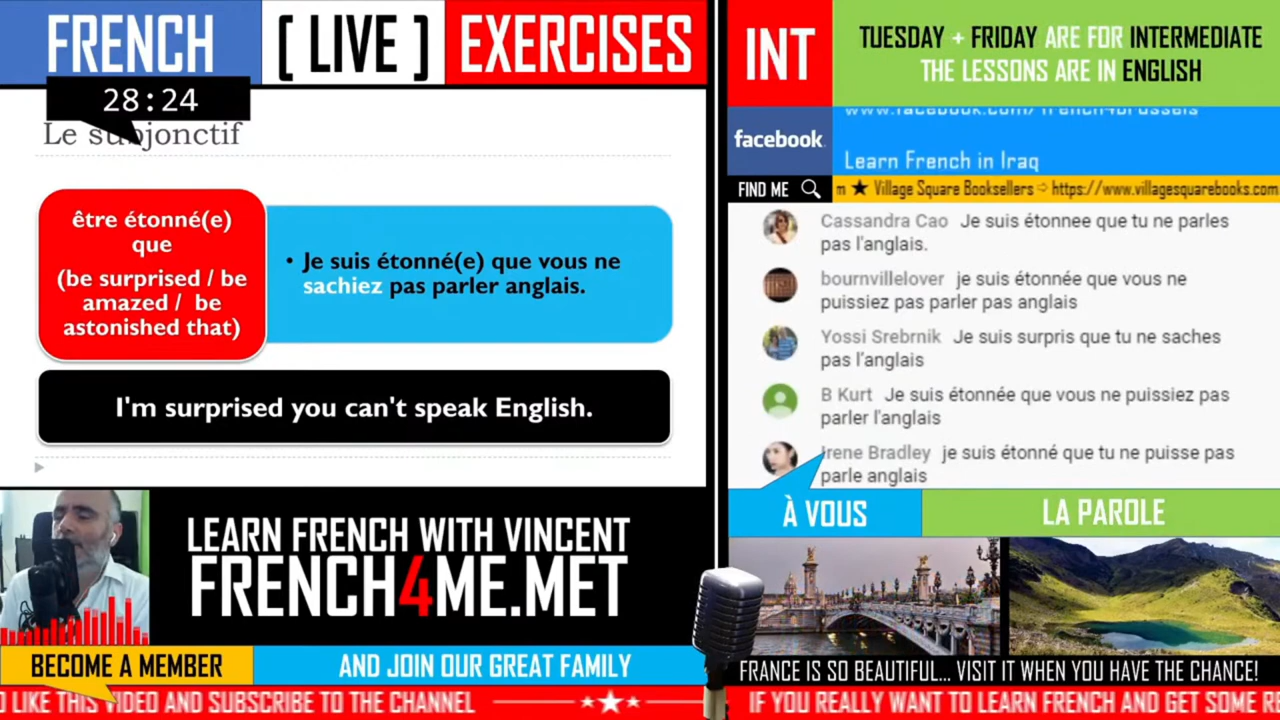 FRENCH [ LIVE ] EXERCISES
28:24
Le subjonctif
être étonné(e)
que
(be surprised / be
amazed / be
astonished that)
• Je suis étonné(e) que vous ne
sachiez pas parler anglais.
I'm surprised you can't speak English.
LEARN FRENCH WITH VINCENT
FRENCH4ME.MET
BECOME A MEMBER
AND JOIN OUR GREAT FAMILY
LIKE THIS VIDEO AND SUBSCRIBE TO THE CHANNEL
INT
TUESDAY + FRIDAY ARE FOR INTERMEDIATE
THE LESSONS ARE IN ENGLISH
facebook
www.facebook.com/french4brussels
Learn French in Iraq
FIND ME
m ★ Village Square Booksellers ⇨ https://www.villagesquarebooks.com
Cassandra Cao Je suis étonnee que tu ne parles
pas l'anglais.
bournvillelover je suis étonnée que vous ne
puissiez pas parler pas anglais
Yossi Srebrnik Je suis surpris que tu ne saches
pas l'anglais
B Kurt Je suis étonnée que vous ne puissiez pas
parler l'anglais
Irene Bradley je suis étonné que tu ne puisse pas
parle anglais
À VOUS
LA PAROLE
FRANCE IS SO BEAUTIFUL... VISIT IT WHEN YOU HAVE THE CHANCE!
IF YOU REALLY WANT TO LEARN FRENCH AND GET SOME